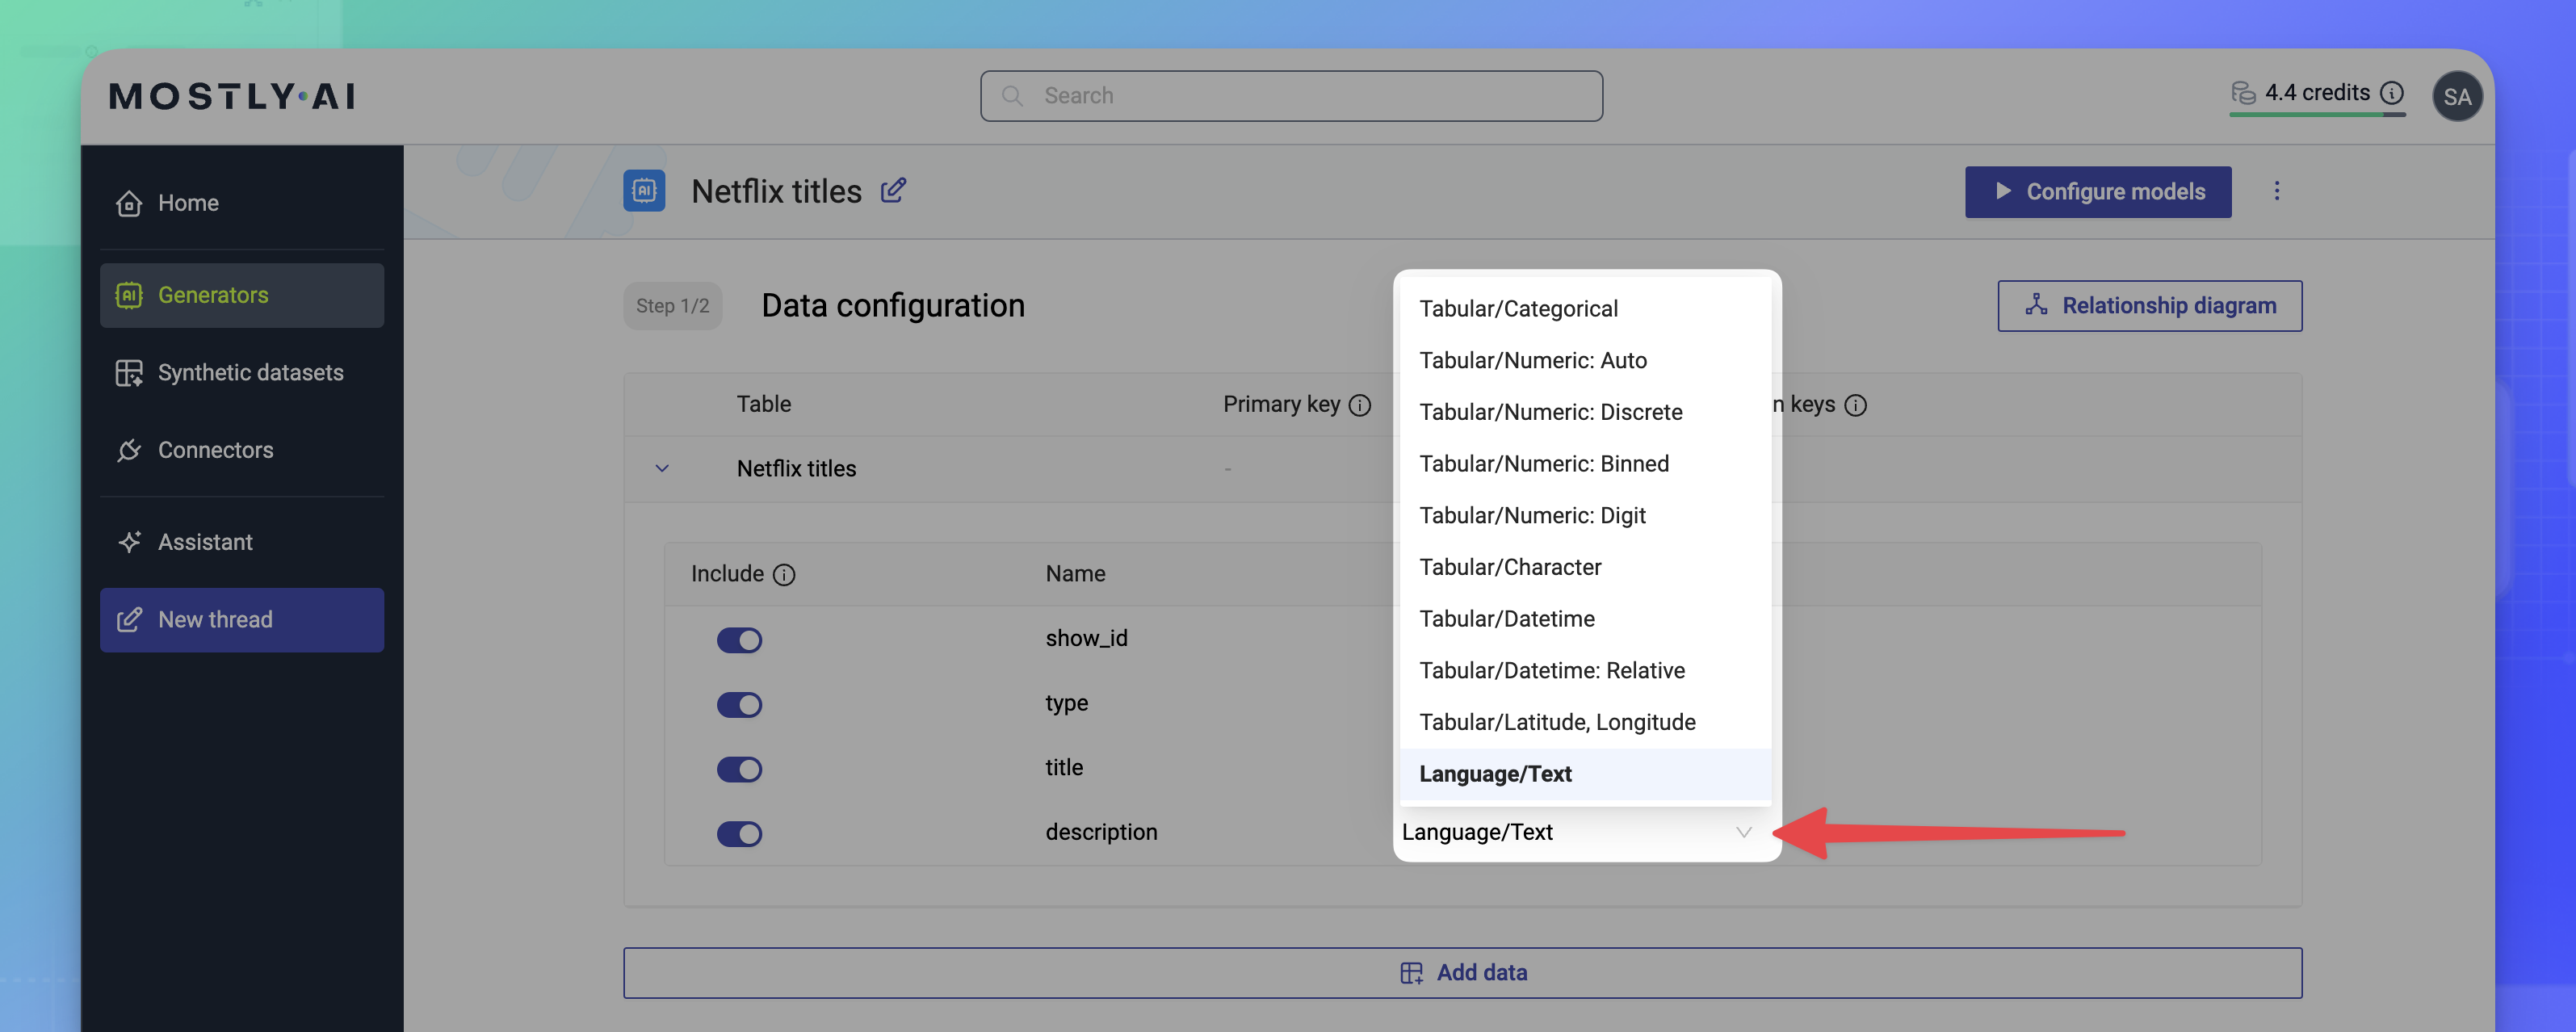 MOSTLY·AI
Search
4.4 credits
SA
Home
Generators
Synthetic datasets
Connectors
Assistant
New thread
Netflix titles
Configure models
Step 1/2
Data configuration
Relationship diagram
Table
Primary key
n keys
Netflix titles
-
Include
Name
show_id
type
title
description
Tabular/Categorical
Tabular/Numeric: Auto
Tabular/Numeric: Discrete
Tabular/Numeric: Binned
Tabular/Numeric: Digit
Tabular/Character
Tabular/Datetime
Tabular/Datetime: Relative
Tabular/Latitude, Longitude
Language/Text
Language/Text
Add data